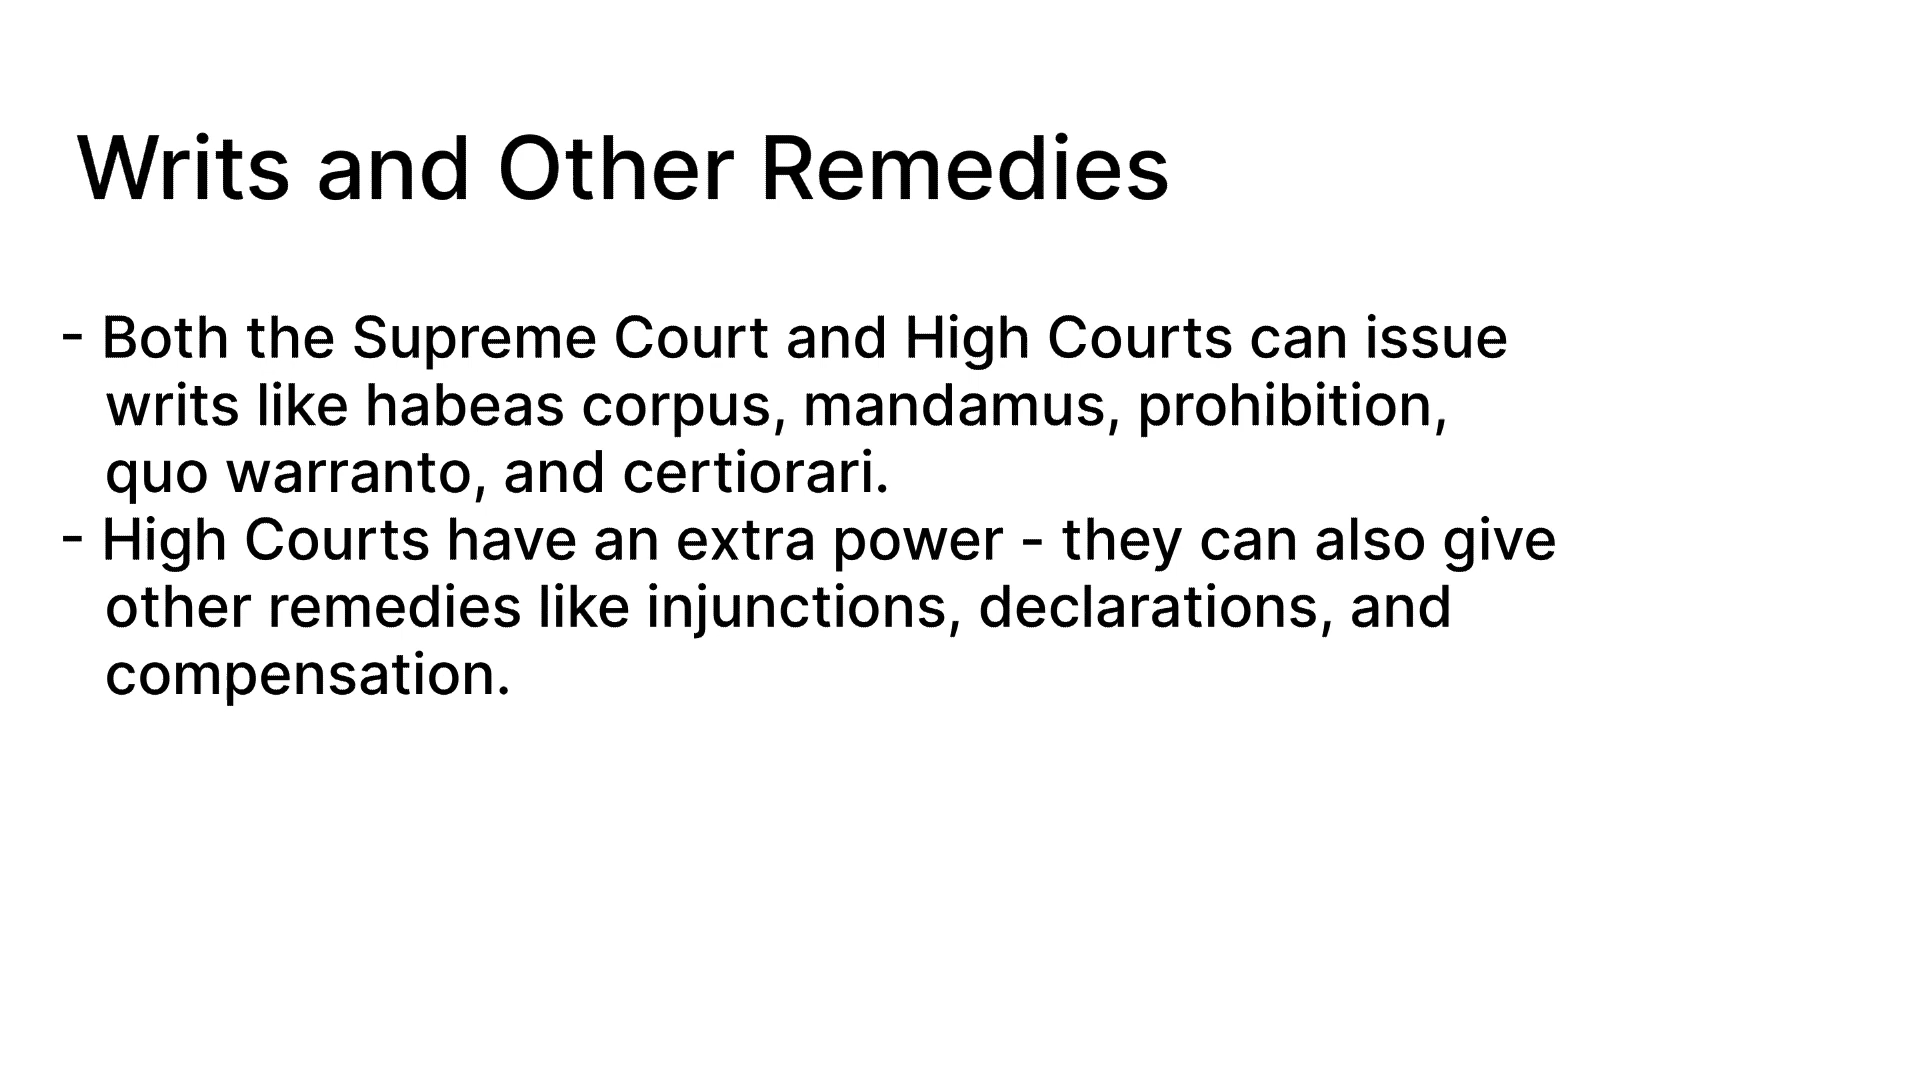 Writs and Other Remedies
- Both the Supreme Court and High Courts can issue
writs like habeas corpus, mandamus, prohibition,
quo warranto, and certiorari.
- High Courts have an extra power - they can also give
other remedies like injunctions, declarations, and
compensation.